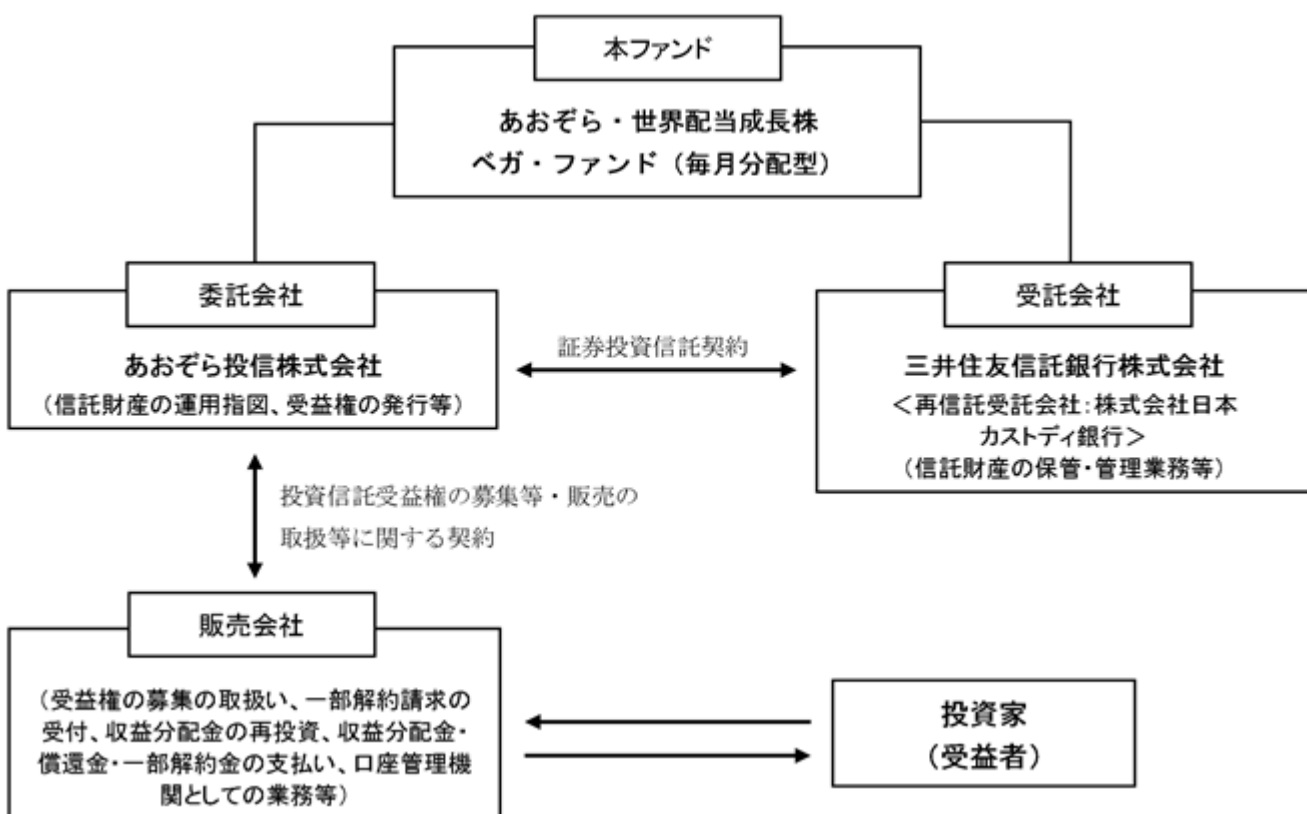 本ファンド
あおぞら・世界配当成長株
ベガ・ファンド（毎月分配型）
委託会社
あおぞら投信株式会社
（信託財産の運用指図、受益権の発行等）
証券投資信託契約
受託会社
三井住友信託銀行株式会社
＜再信託受託会社：株式会社日本
カストディ銀行＞
（信託財産の保管・管理業務等）
投資信託受益権の募集等・販売の
取扱等に関する契約
販売会社
（受益権の募集の取扱い、一部解約請求の
受付、収益分配金の再投資、収益分配金・
償還金・一部解約金の支払い、口座管理機
関としての業務等）
投資家
（受益者）